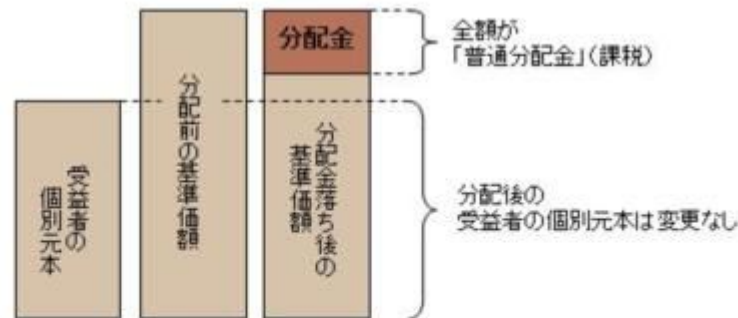 分配金
全額が
「普通分配金」(課税)
受益者の
個別元本
分配前の基準価額
分配金落ち後の
基準価額
分配後の
受益者の個別元本は変更なし